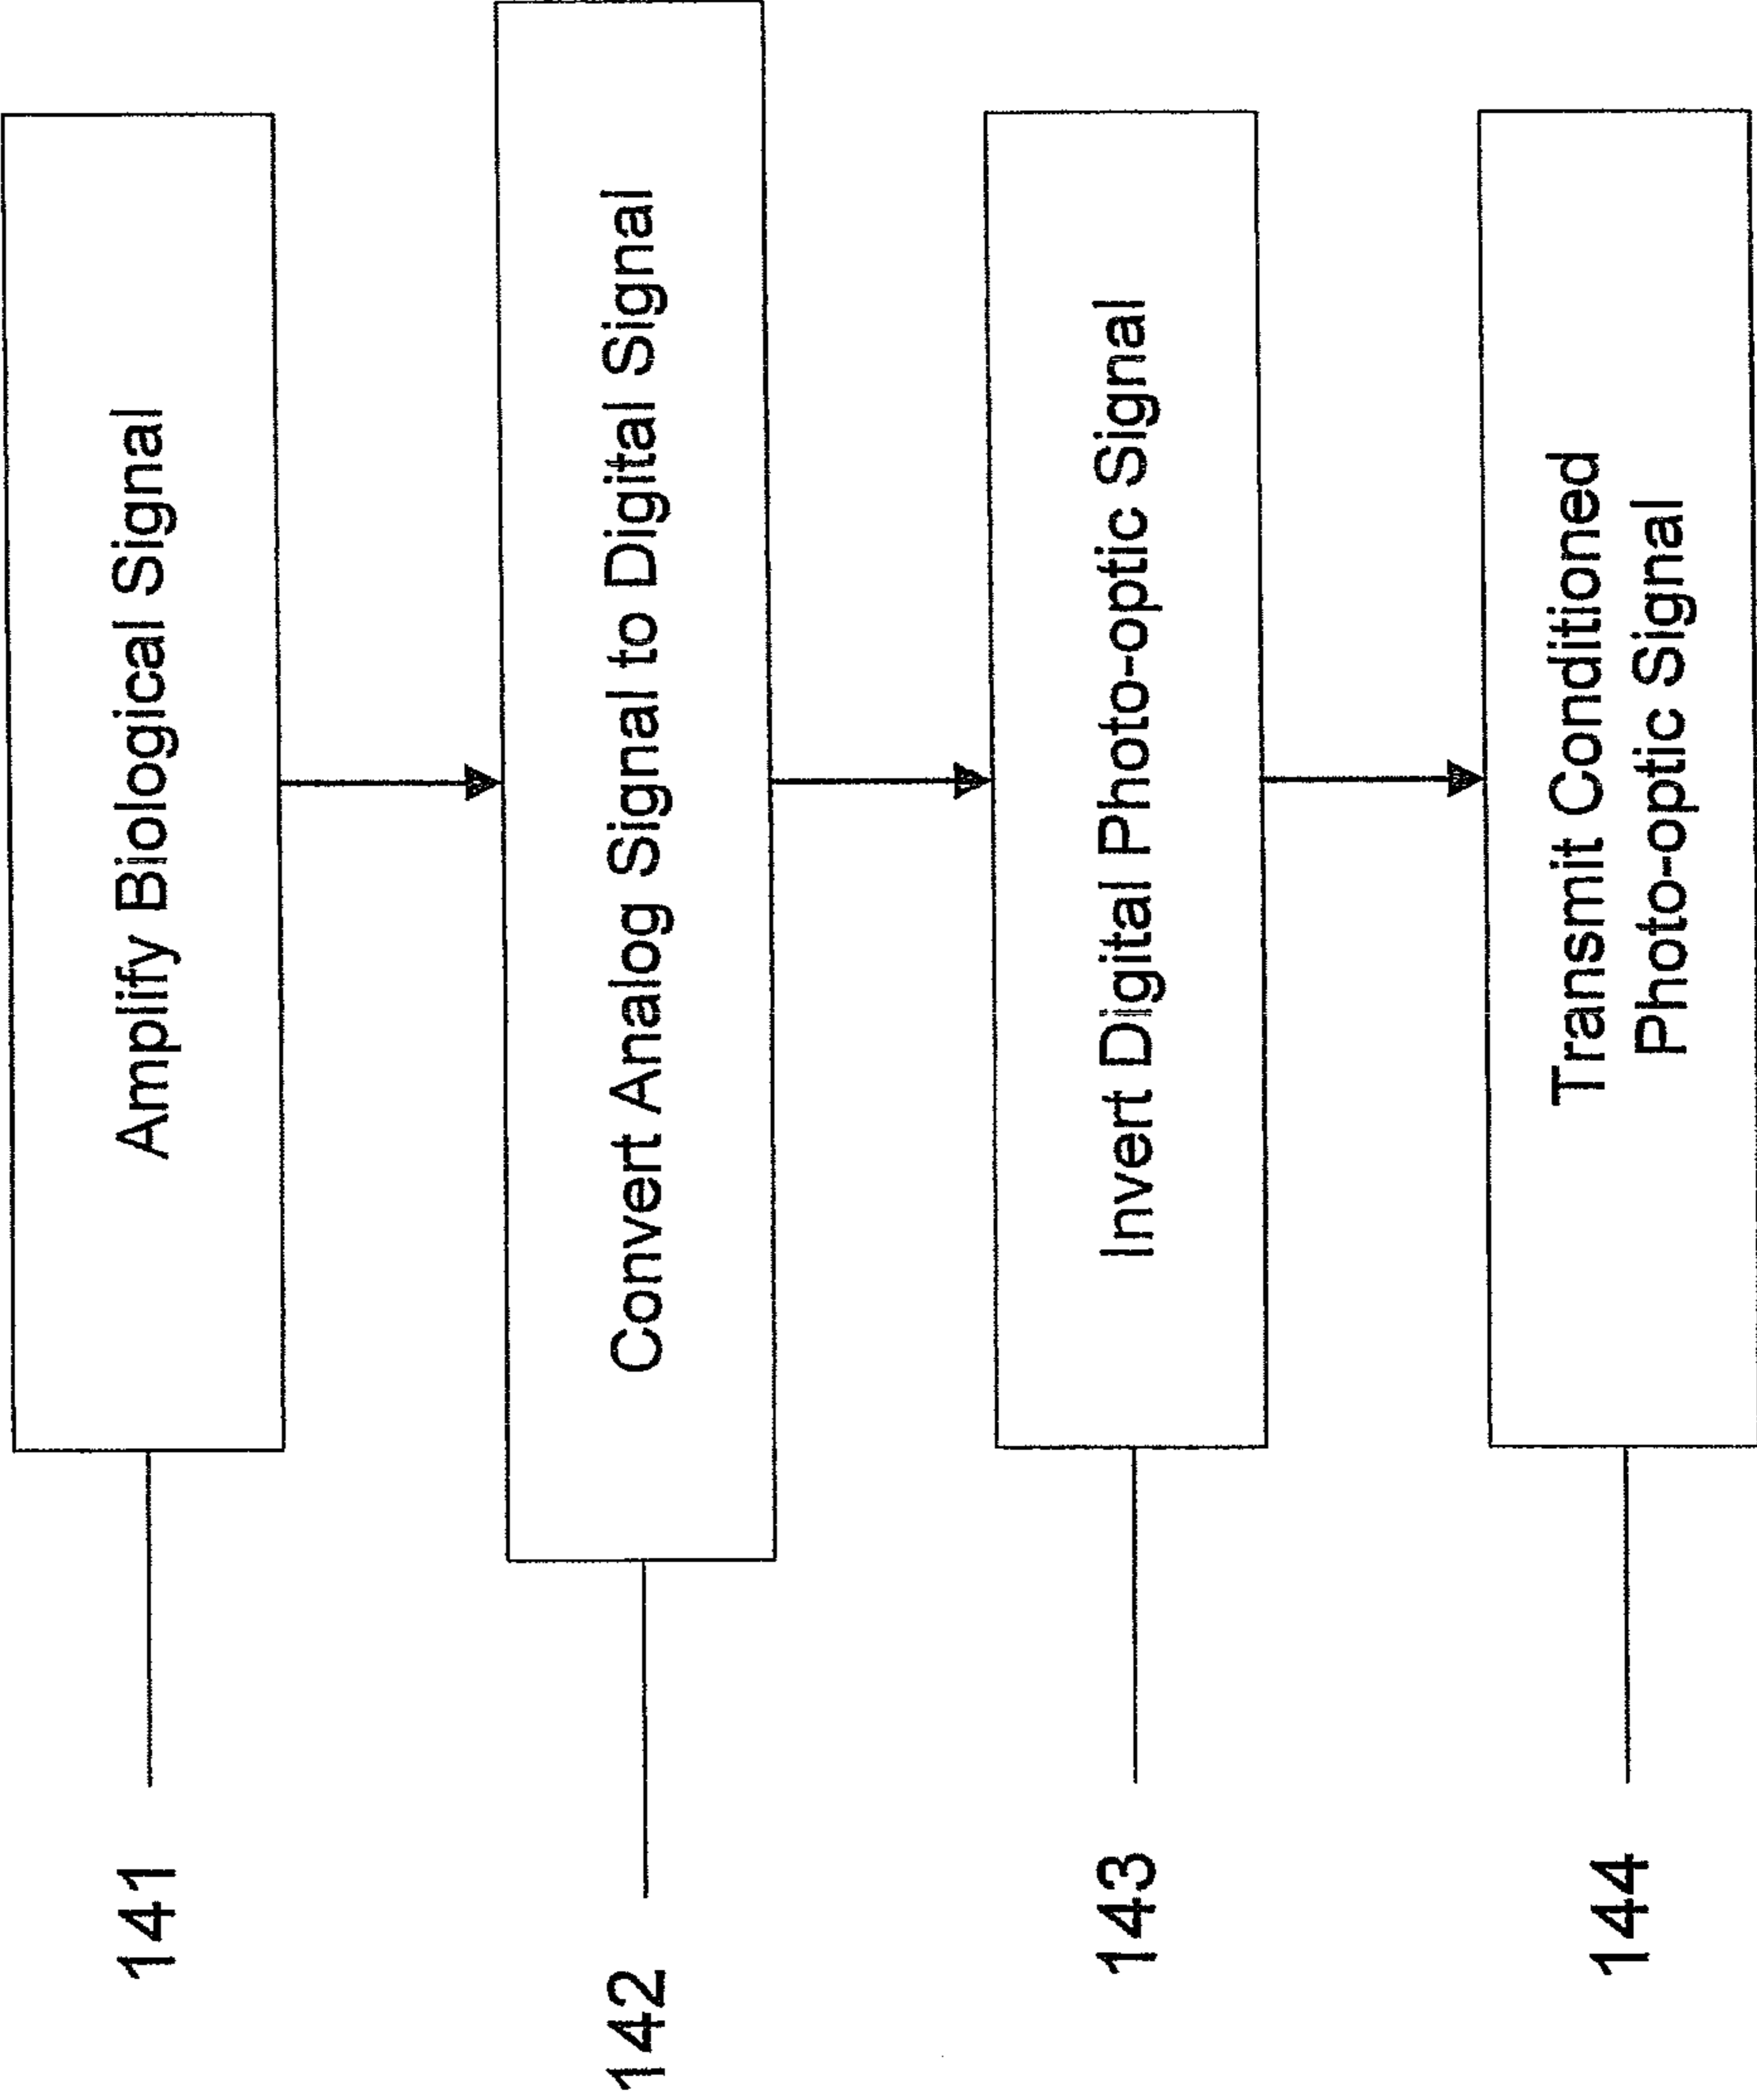 141
Amplify Biological Signal
142
Convert Analog Signal to Digital Signal
143
Invert Digital Photo-optic Signal
144
Transmit Conditioned
Photo-optic Signal